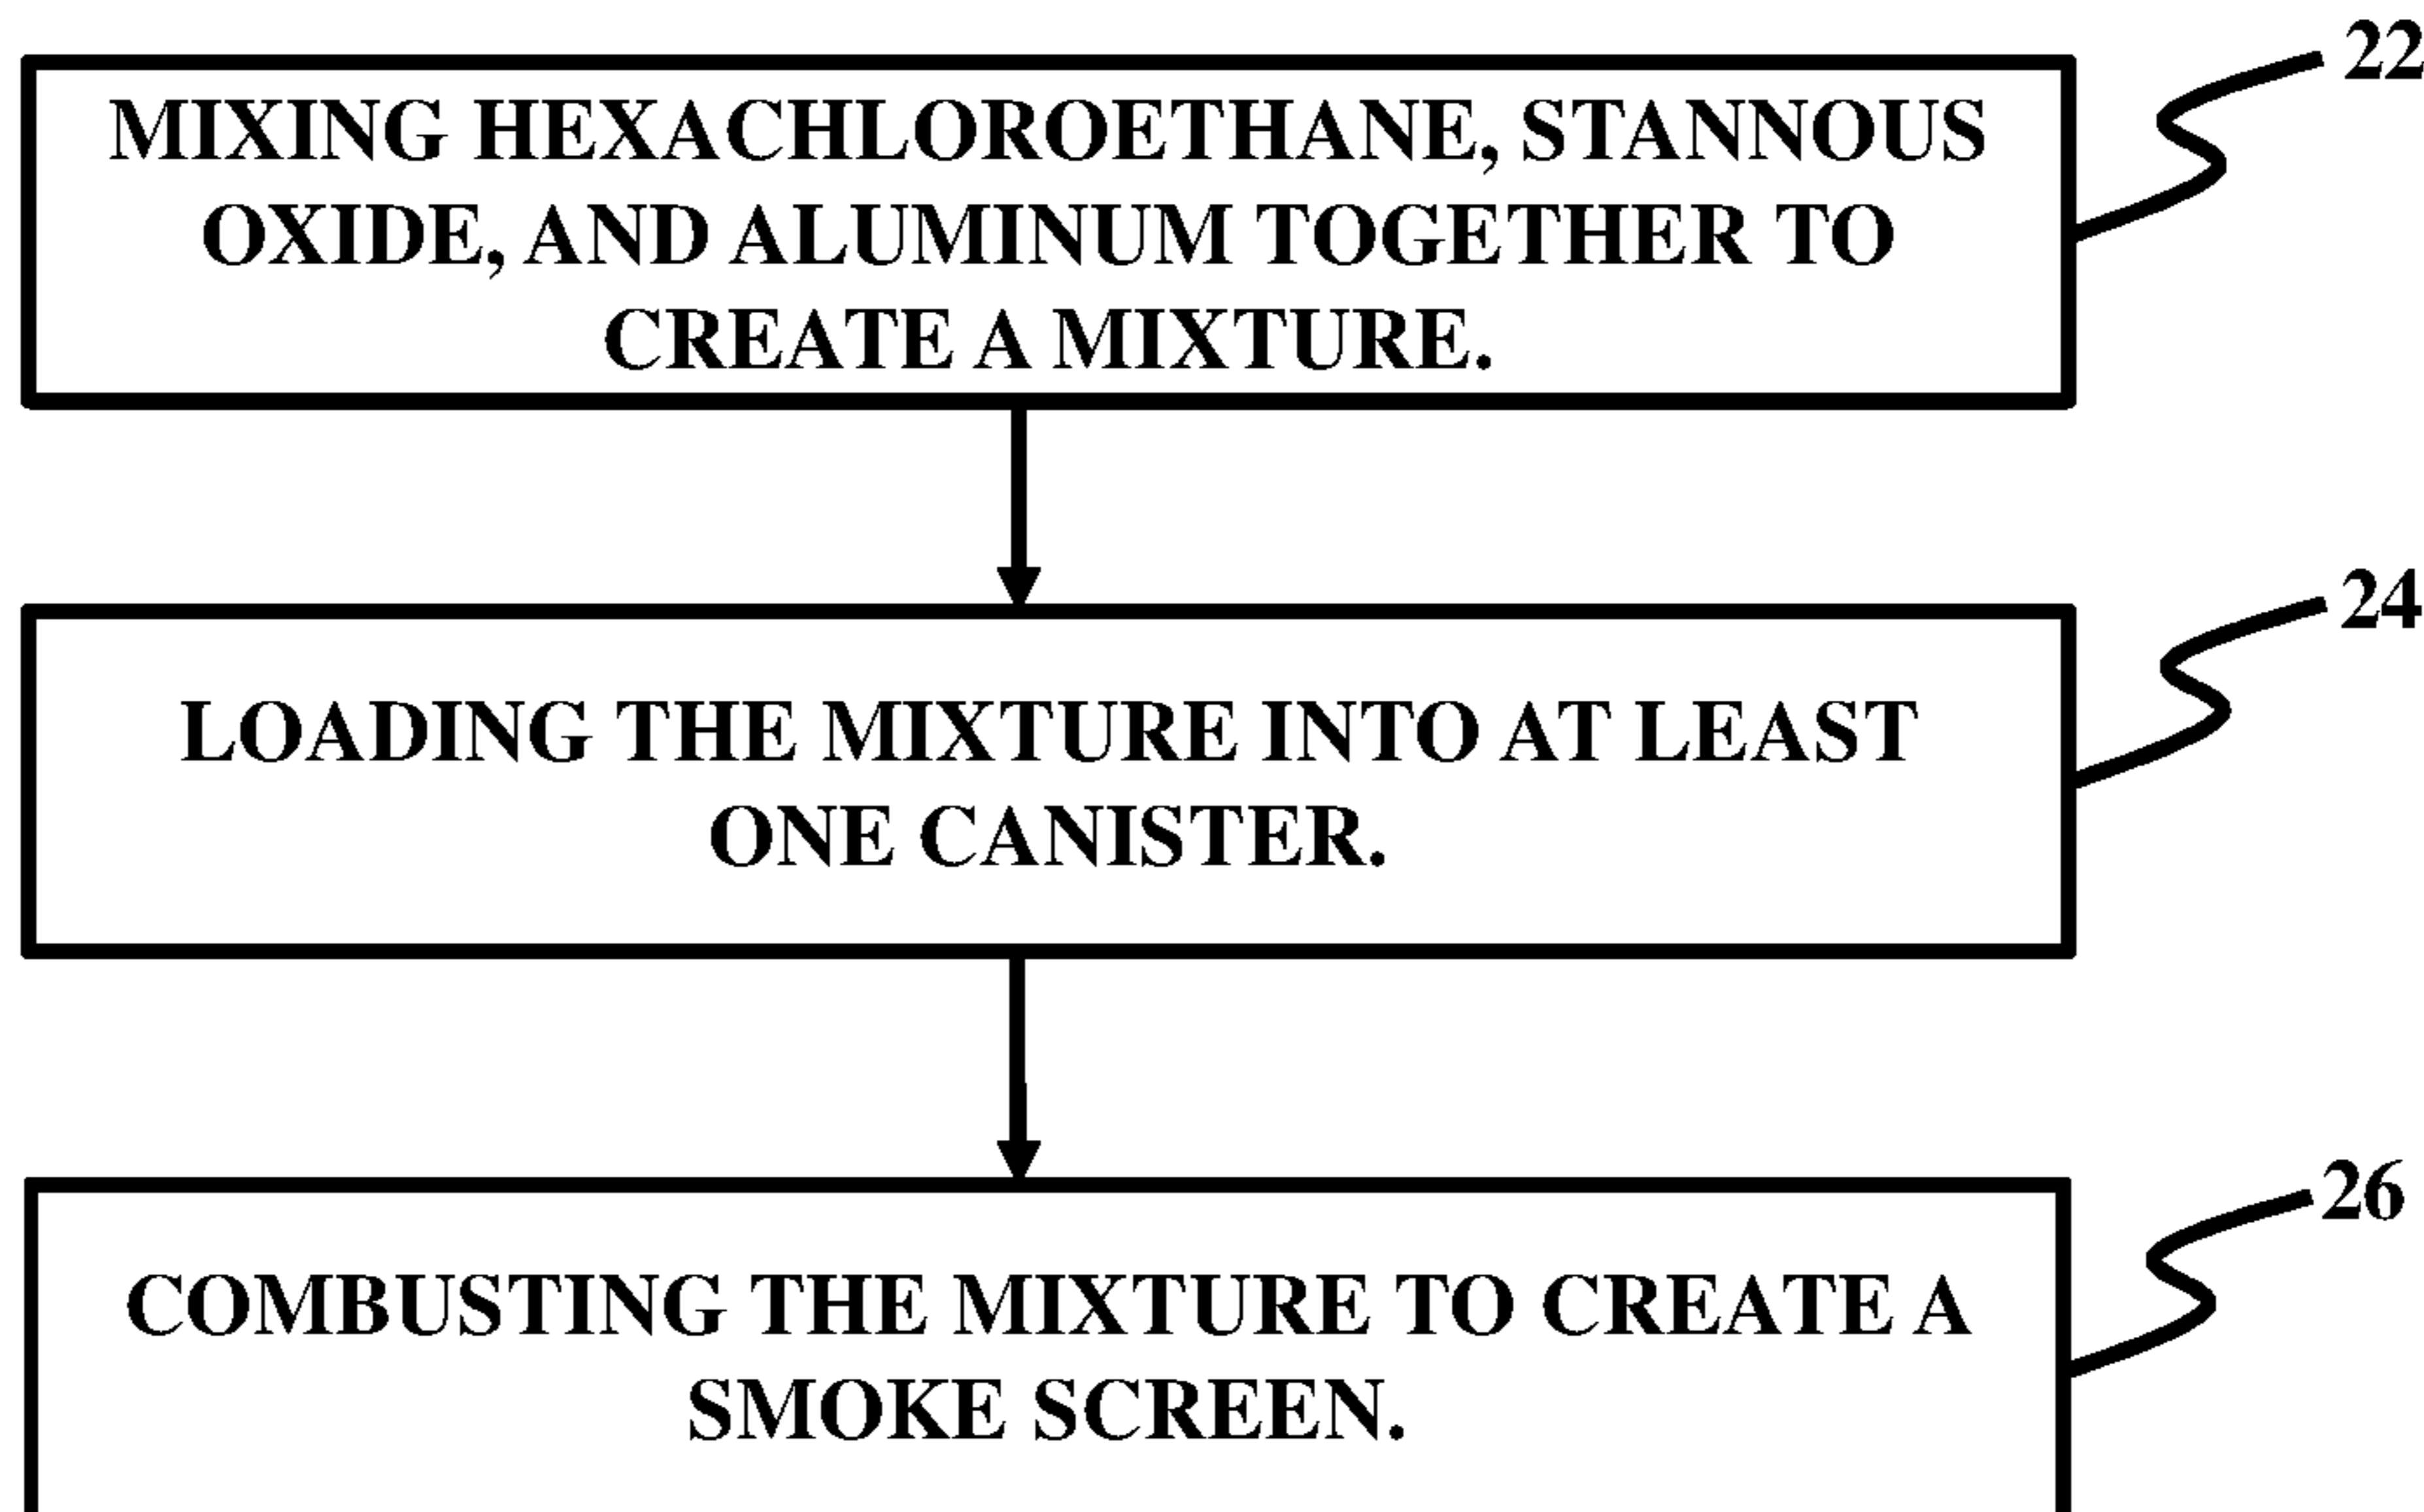 22
MIXING HEXACHLOROETHANE, STANNOUS
OXIDE, AND ALUMINUM TOGETHER TO
CREATE A MIXTURE.
24
LOADING THE MIXTURE INTO AT LEAST
ONE CANISTER.
26
COMBUSTING THE MIXTURE TO CREATE A
SMOKE SCREEN.